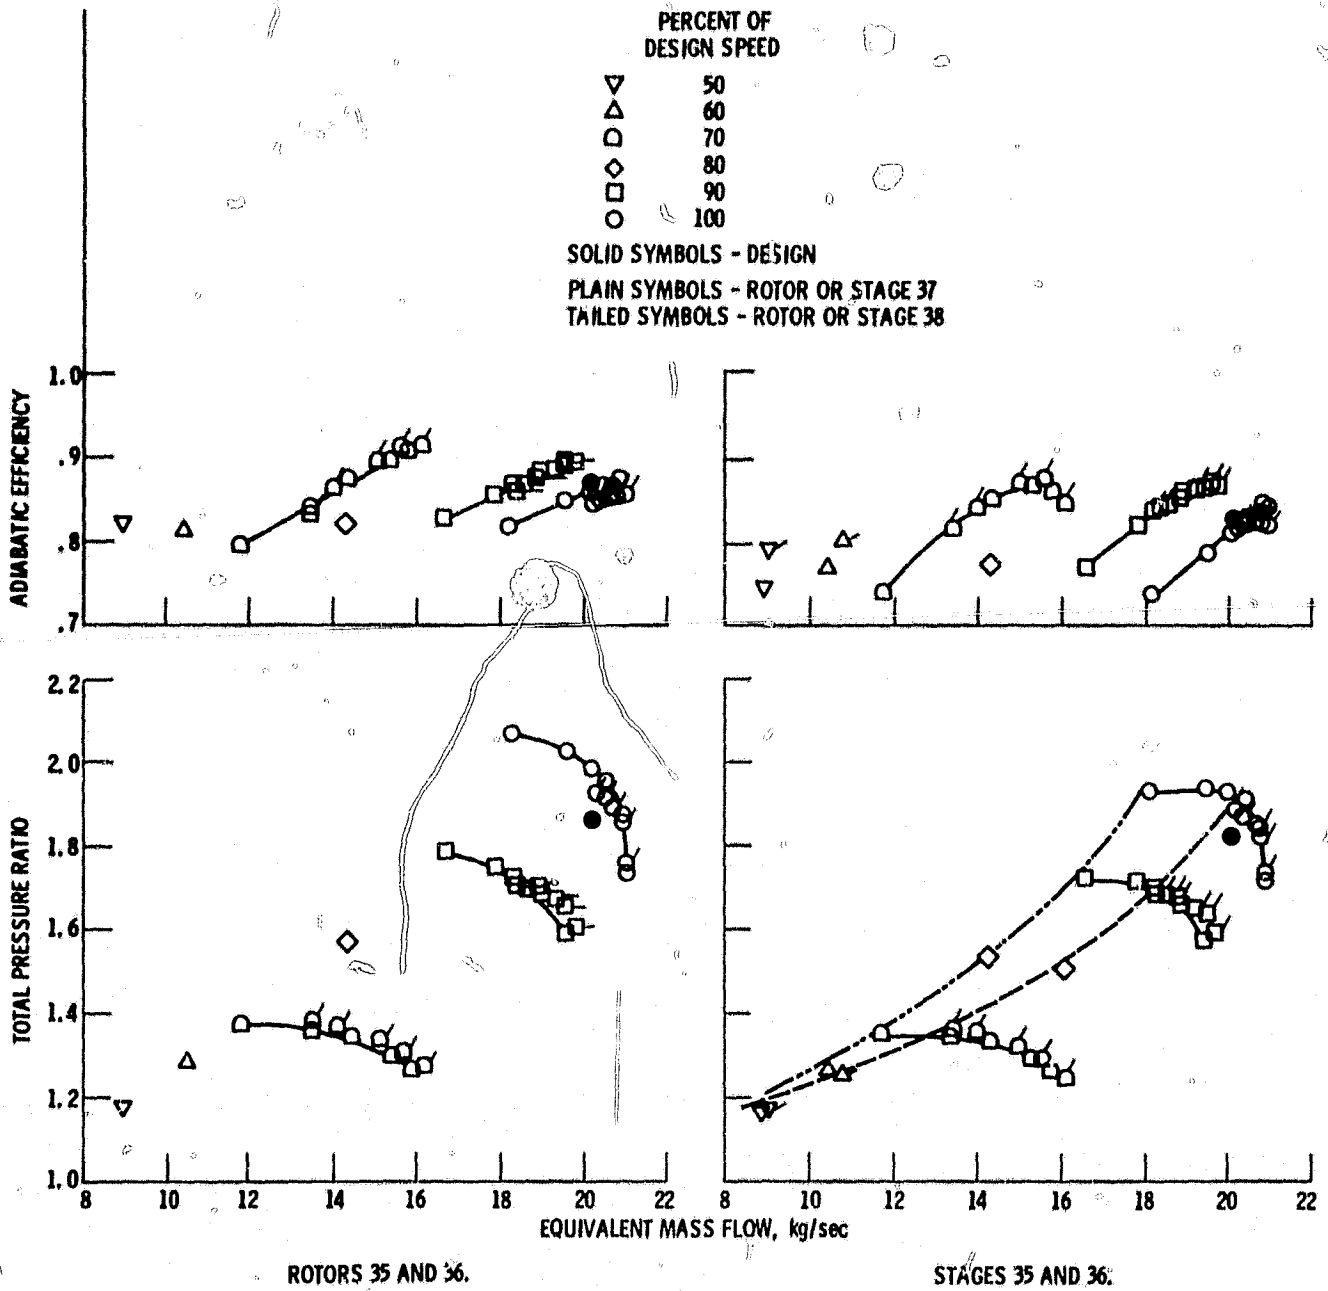 PERCENT OF
DESIGN SPEED
50
60
70
80
90
100
SOLID SYMBOLS - DESIGN
PLAIN SYMBOLS - ROTOR OR STAGE 37
TAILED SYMBOLS - ROTOR OR STAGE 38
ADIABATIC EFFICIENCY
1.0
.9
.8
.7
TOTAL PRESSURE RATIO
2.2
2.0
1.8
1.6
1.4
1.2
1.0
8 10 12 14 16 18 20 22
8 10 12 14 16 18 20 22
EQUIVALENT MASS FLOW, kg/sec
ROTORS 35 AND 36.
STAGES 35 AND 36.